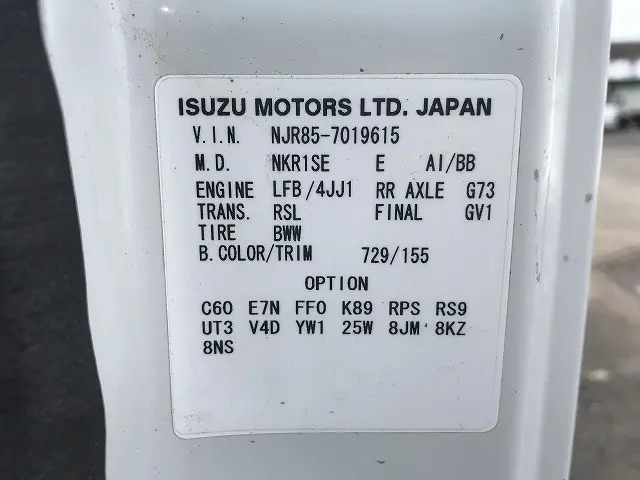 ISUZU MOTORS LTD. JAPAN
V.I.N. NJR85-7019615
M.D. NKR1SE E AI/BB
ENGINE LFB/4JJ1 RR AXLE G73
TRANS. RSL FINAL GV1
TIRE BWW
B.COLOR/TRIM 729/155
OPTION
C60 E7N FF0 K89 RPS RS9
UT3 V4D YW1 25W 8JM 8KZ
8NS